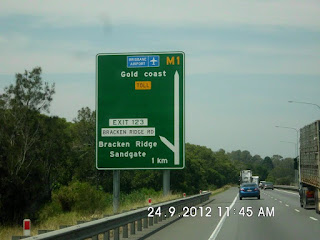 BRISBANE
AIRPORT
M1
Gold coast
TOLL
EXIT 123
BRACKEN RIDGE RD
Bracken Ridge
Sandgate
1 km
24.9.2012 11:45 AM